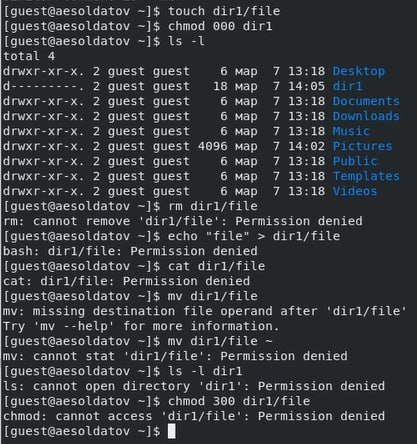 [guest@aesoldatov ~]$ touch dir1/file
[guest@aesoldatov ~]$ chmod 000 dir1
[guest@aesoldatov ~]$ ls -l
total 4
drwxr-xr-x. 2 guest guest    6 мар  7 13:18 Desktop
d---------. 2 guest guest   18 мар  7 14:05 dir1
drwxr-xr-x. 2 guest guest    6 мар  7 13:18 Documents
drwxr-xr-x. 2 guest guest    6 мар  7 13:18 Downloads
drwxr-xr-x. 2 guest guest    6 мар  7 13:18 Music
drwxr-xr-x. 2 guest guest 4096 мар  7 14:02 Pictures
drwxr-xr-x. 2 guest guest    6 мар  7 13:18 Public
drwxr-xr-x. 2 guest guest    6 мар  7 13:18 Templates
drwxr-xr-x. 2 guest guest    6 мар  7 13:18 Videos
[guest@aesoldatov ~]$ rm dir1/file
rm: cannot remove 'dir1/file': Permission denied
[guest@aesoldatov ~]$ echo "file" > dir1/file
bash: dir1/file: Permission denied
[guest@aesoldatov ~]$ cat dir1/file
cat: dir1/file: Permission denied
[guest@aesoldatov ~]$ mv dir1/file
mv: missing destination file operand after 'dir1/file'
Try 'mv --help' for more information.
[guest@aesoldatov ~]$ mv dir1/file ~
mv: cannot stat 'dir1/file': Permission denied
[guest@aesoldatov ~]$ ls -l dir1
ls: cannot open directory 'dir1': Permission denied
[guest@aesoldatov ~]$ chmod 300 dir1/file
chmod: cannot access 'dir1/file': Permission denied
[guest@aesoldatov ~]$